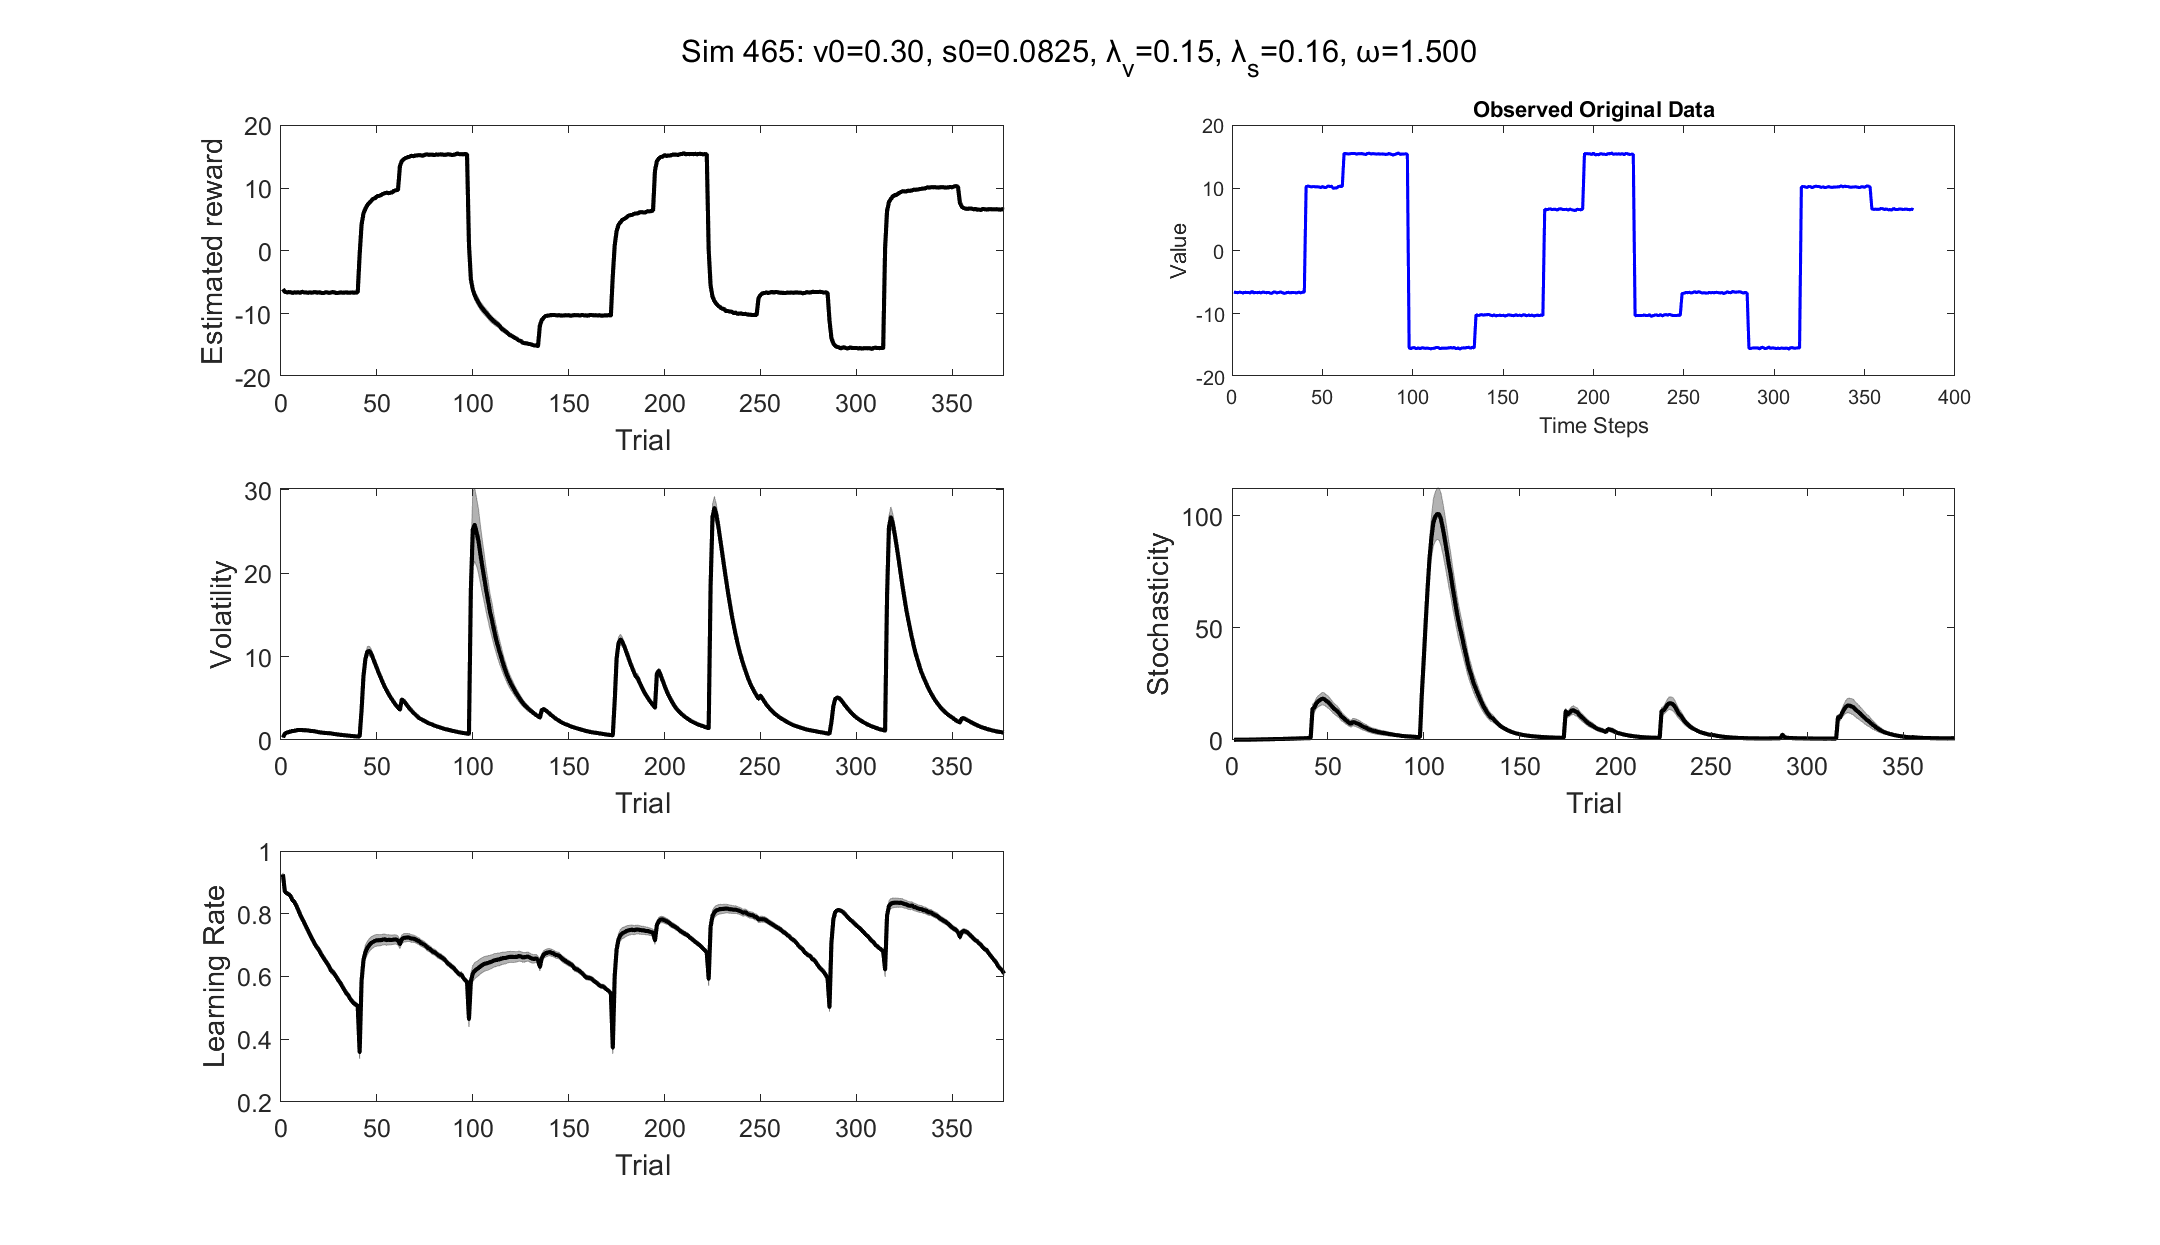 Sim 465: v0=0.30, s0=0.0825, λv=0.15, λs=0.16, ω=1.500
Estimated reward
20
10
0
-10
-20
0 50 100 150 200 250 300 350
Trial
Observed Original Data
Value
20
10
0
-10
-20
0 50 100 150 200 250 300 350 400
Time Steps
Volatility
30
20
10
0
0 50 100 150 200 250 300 350
Trial
Stochasticity
100
50
0
0 50 100 150 200 250 300 350
Trial
Learning Rate
1
0.8
0.6
0.4
0.2
0 50 100 150 200 250 300 350
Trial